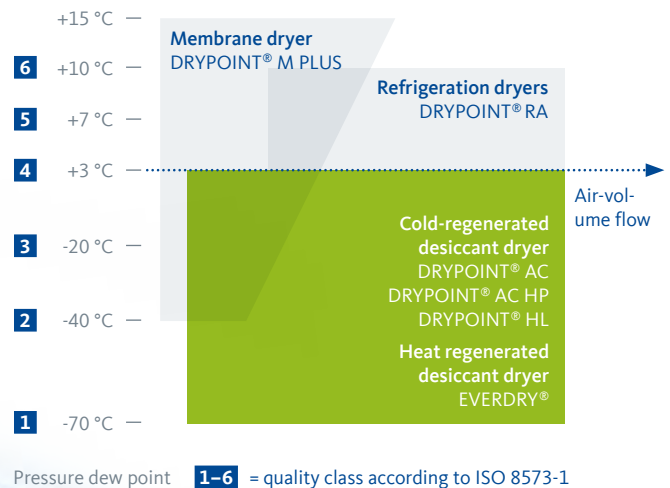 +15 °C
Membrane dryer
DRYPOINT® M PLUS
6 +10 °C
Refrigeration dryers
DRYPOINT® RA
5 +7 °C
4 +3 °C
Air-vol-
ume flow
Cold-regenerated
desiccant dryer
DRYPOINT® AC
DRYPOINT® AC HP
DRYPOINT® HL
3 -20 °C
2 -40 °C
Heat regenerated
desiccant dryer
EVERDRY®
1 -70 °C
Pressure dew point 1–6 = quality class according to ISO 8573-1